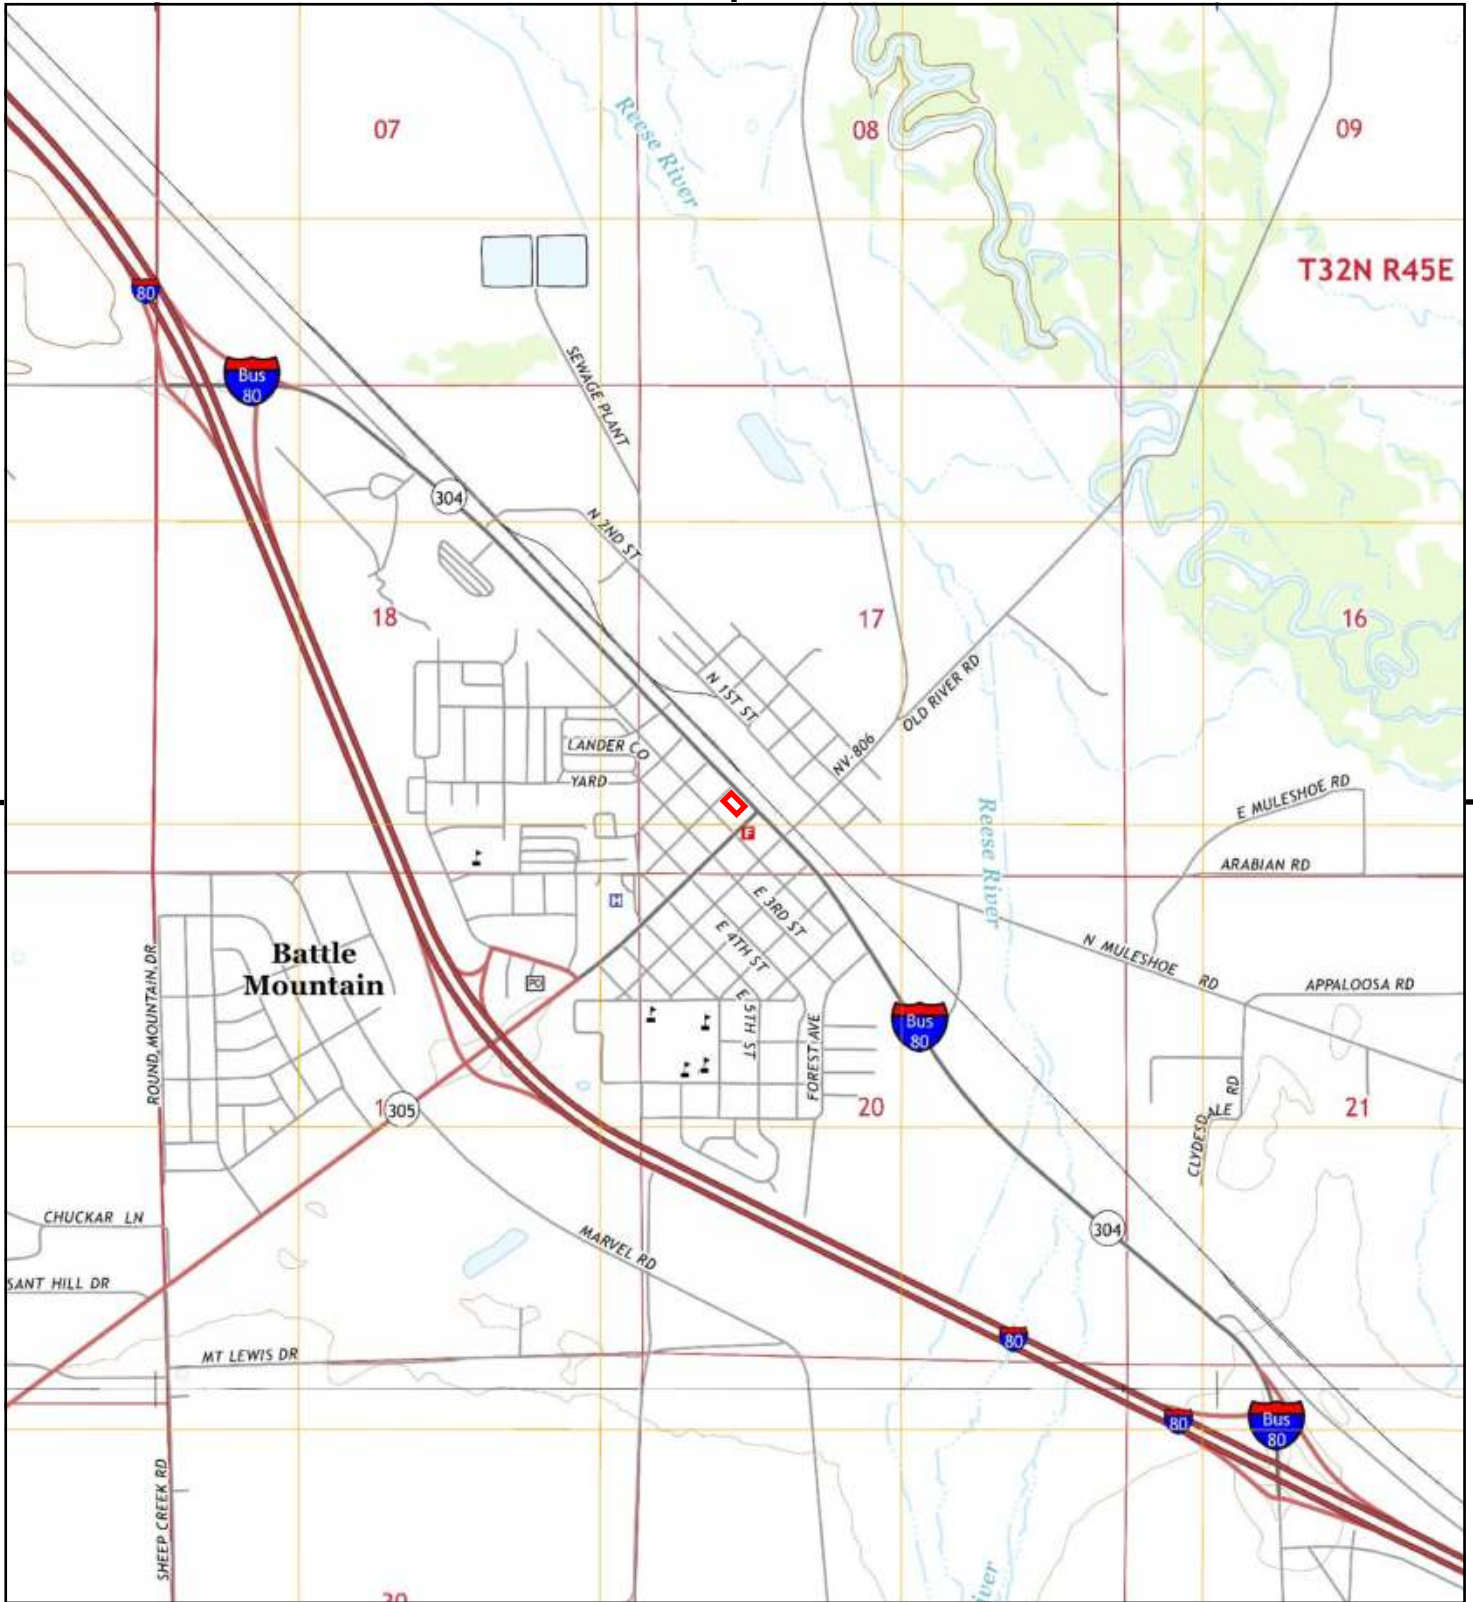 07
08
09
Reese River
T32N R45E
80
Bus
80
SEWAGE PLANT
304
N 2ND ST
18
17
16
N 1ST ST
OLD RIVER RD
NV-806
LANDER CO
YARD
E MULESHOE RD
F
Reese River
ARABIAN RD
H
E 3RD ST
E 4TH ST
Battle
Mountain
N MULESHOE RD
PO
APPALOOSA RD
ROUND MOUNTAIN DR
E 5TH ST
FOREST AVE
Bus
80
305
20
21
CLYDESDALE RD
CHUCKAR LN
MARVEL RD
304
SANT HILL DR
80
MT LEWIS DR
80
Bus
80
SHEEP CREEK RD
iver